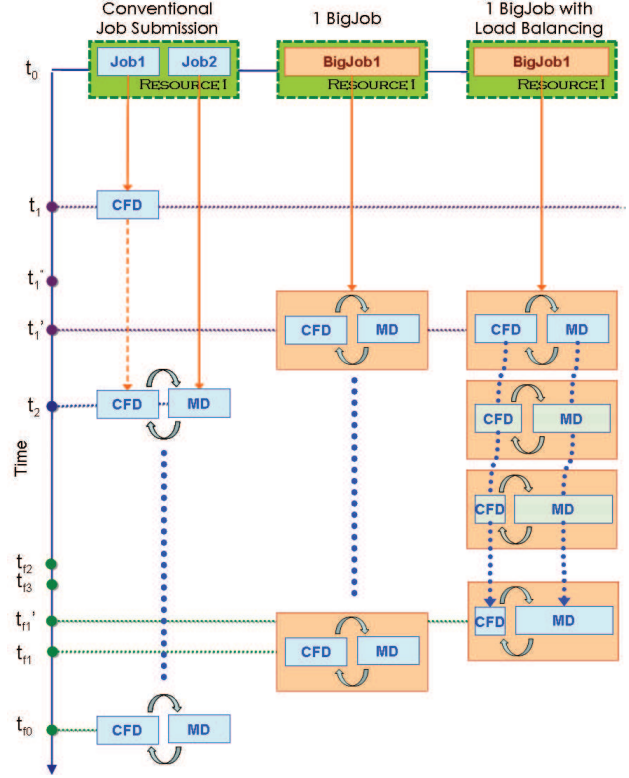 Conventional
Job Submission
1 BigJob
1 BigJob with
Load Balancing
t0
Job1
Job2
BigJob1
BigJob1
RESOURCE1
RESOURCE1
RESOURCE1
t1
CFD
t1"
t1'
CFD
MD
CFD
MD
t2
CFD
MD
CFD
MD
Time
CFD
MD
tf2
tf3
tf1'
CFD
MD
tf1
CFD
MD
tf0
CFD
MD